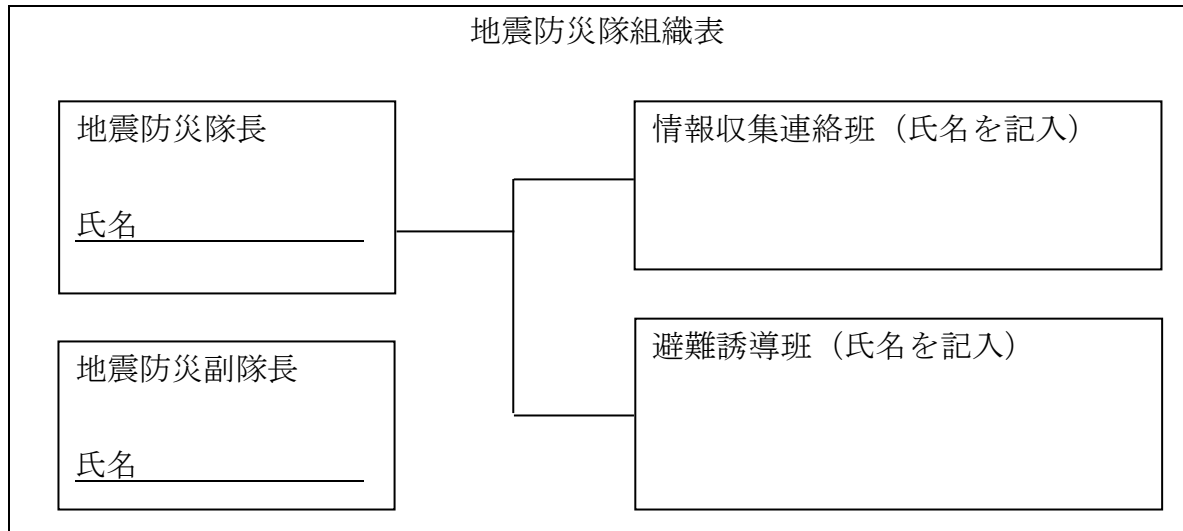 地震防災隊組織表
地震防災隊長
氏名
情報収集連絡班（氏名を記入）
地震防災副隊長
氏名
避難誘導班（氏名を記入）